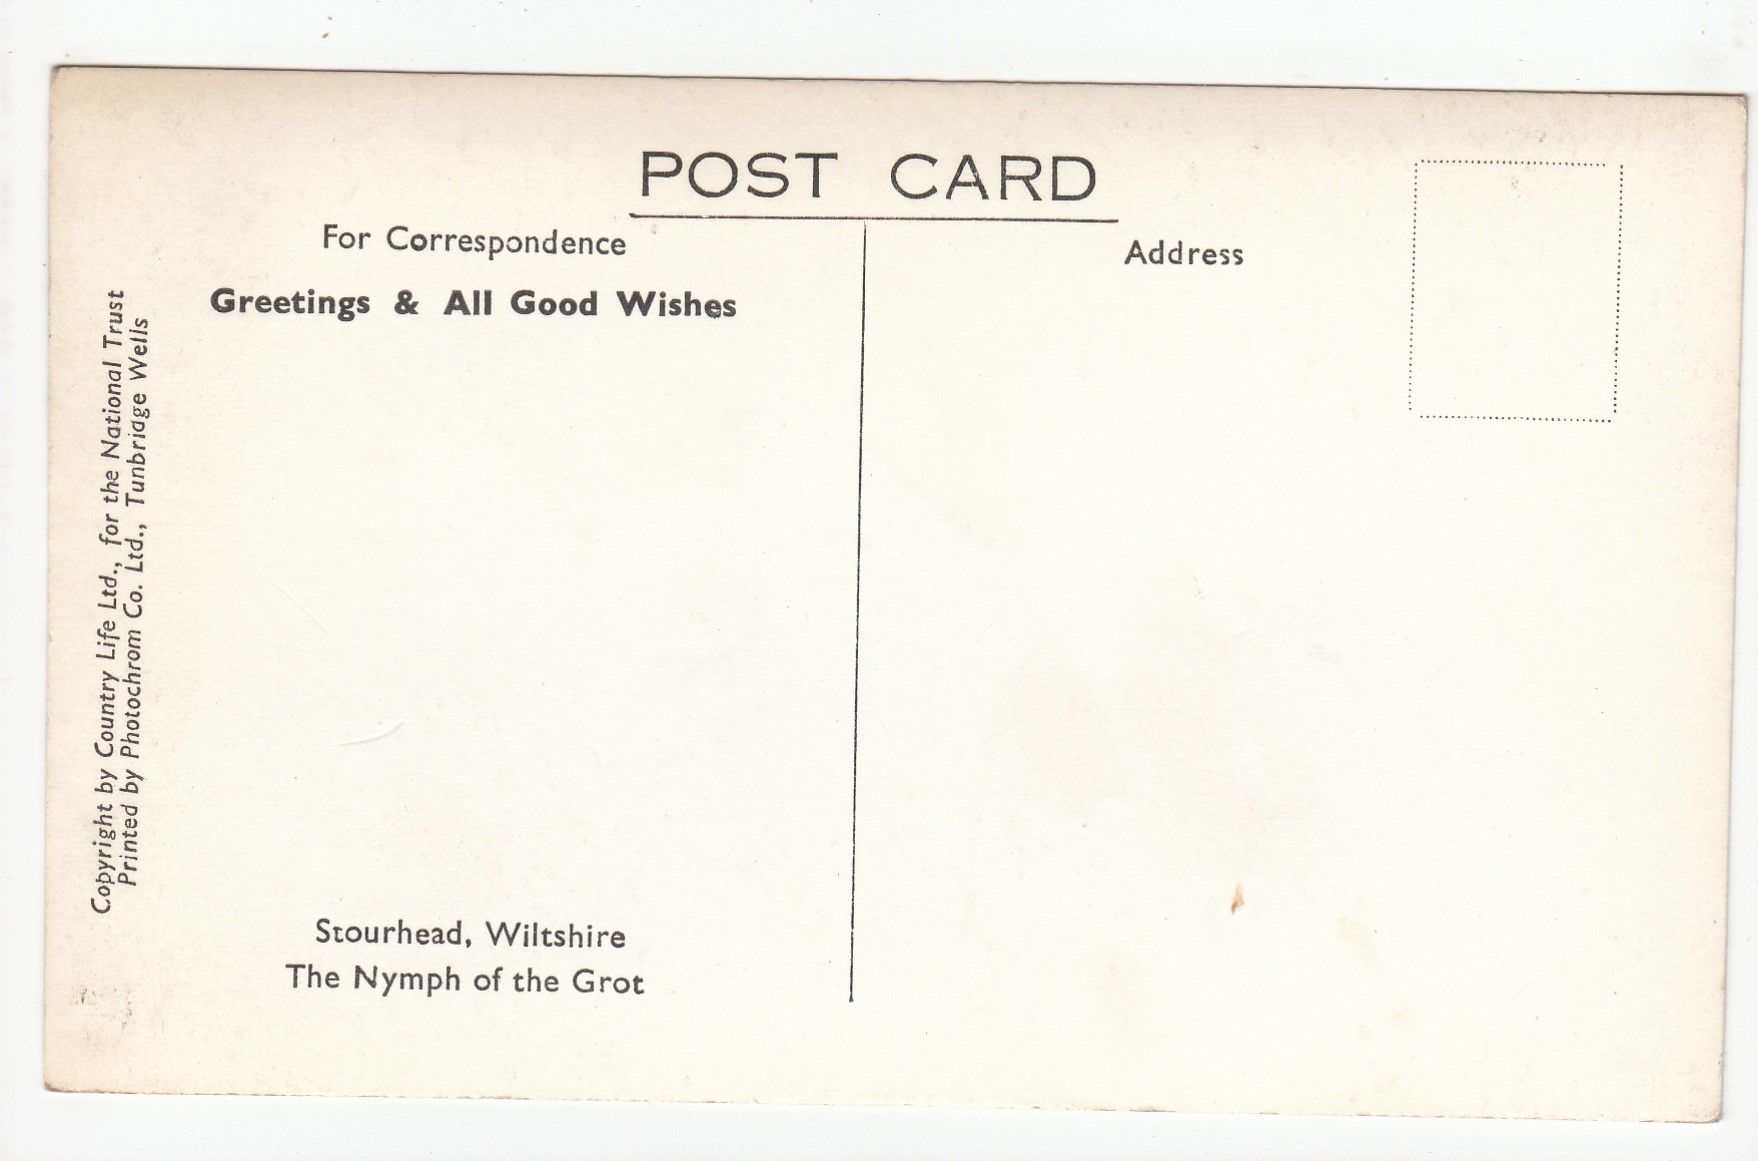 POST CARD
For Correspondence
Address
Greetings & All Good Wishes
Copyright by Country Life Ltd., for the National Trust
Printed by Photochrom Co. Ltd., Tunbridge Wells
Stourhead, Wiltshire
The Nymph of the Grot